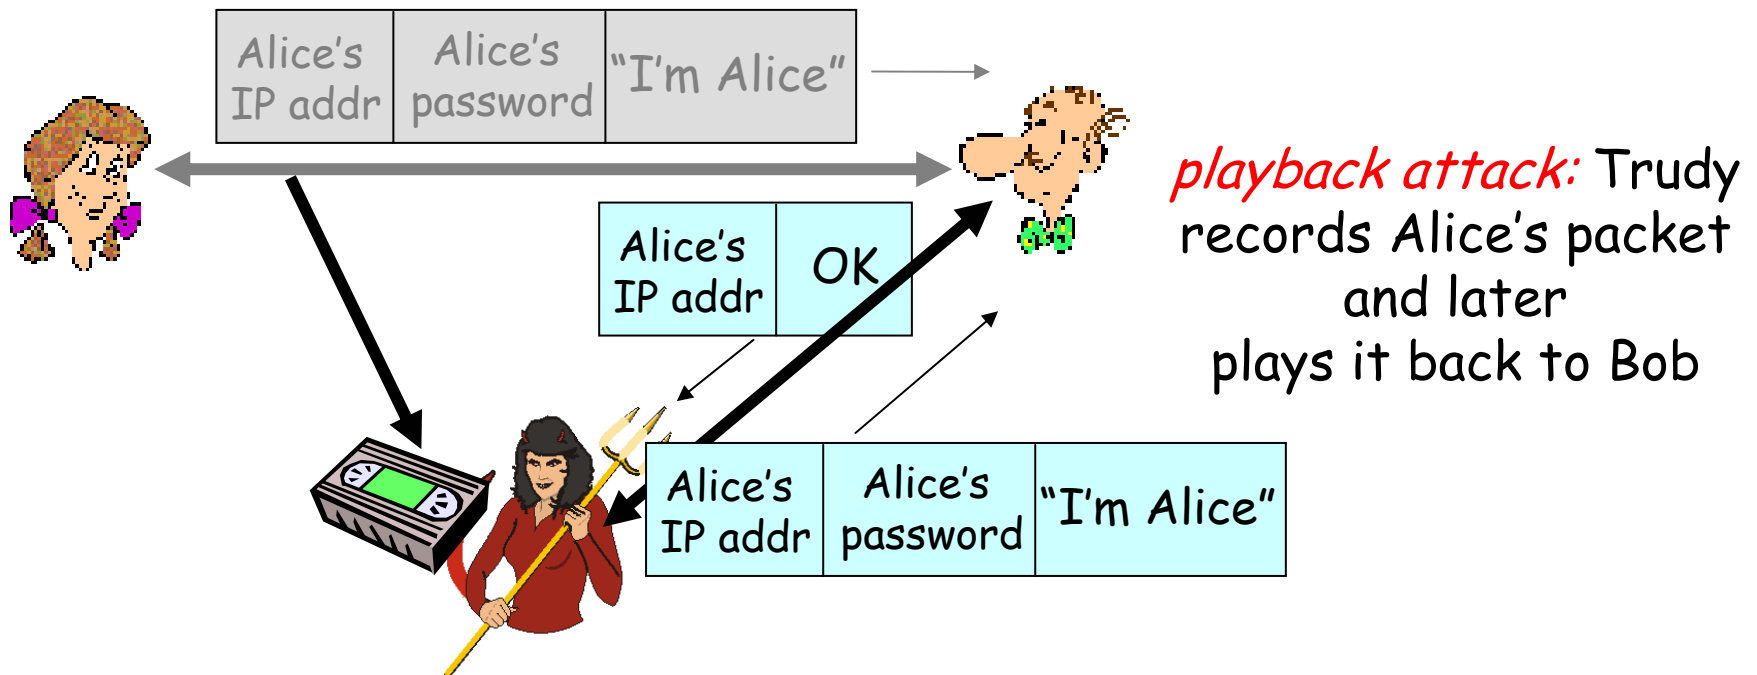 Alice’s
IP addr
Alice’s
password
“I’m Alice”
Alice’s
IP addr
OK
Alice’s
IP addr
Alice’s
password
“I’m Alice”
playback attack: Trudy
records Alice’s packet
and later
plays it back to Bob